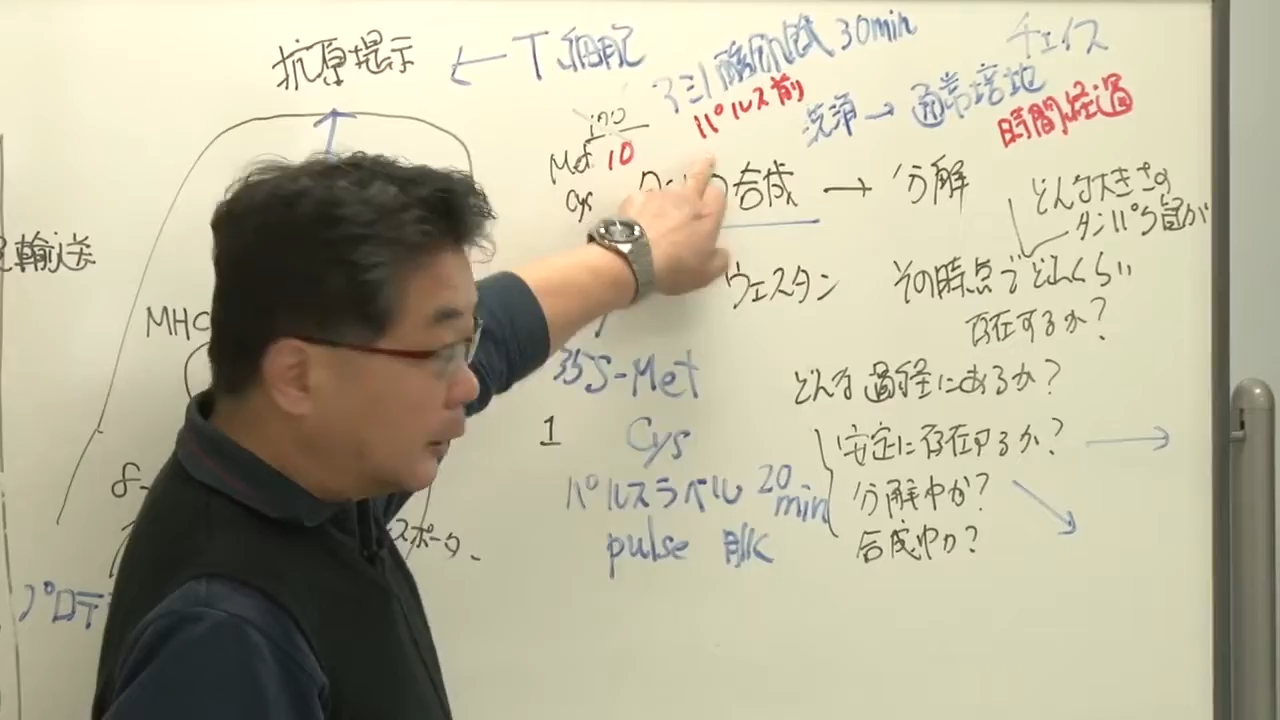 抗原提示 ← T細胞
アミノ酸飢餓 30min
チェイス
パルス前
洗浄 → 通常培地
時間経過
Met 10
Cys
合成 → 分解
どんな大きさの
タンパク質が
輸送
ウェスタン
その時点でどれくらい
存在するか?
MHC
35S-Met
どんな過程にあるか?
1 Cys
安定に存在するか? →
パルスラベル 20 min
分解中か?
pulse 脈
合成中か?
スポーター
プロテ